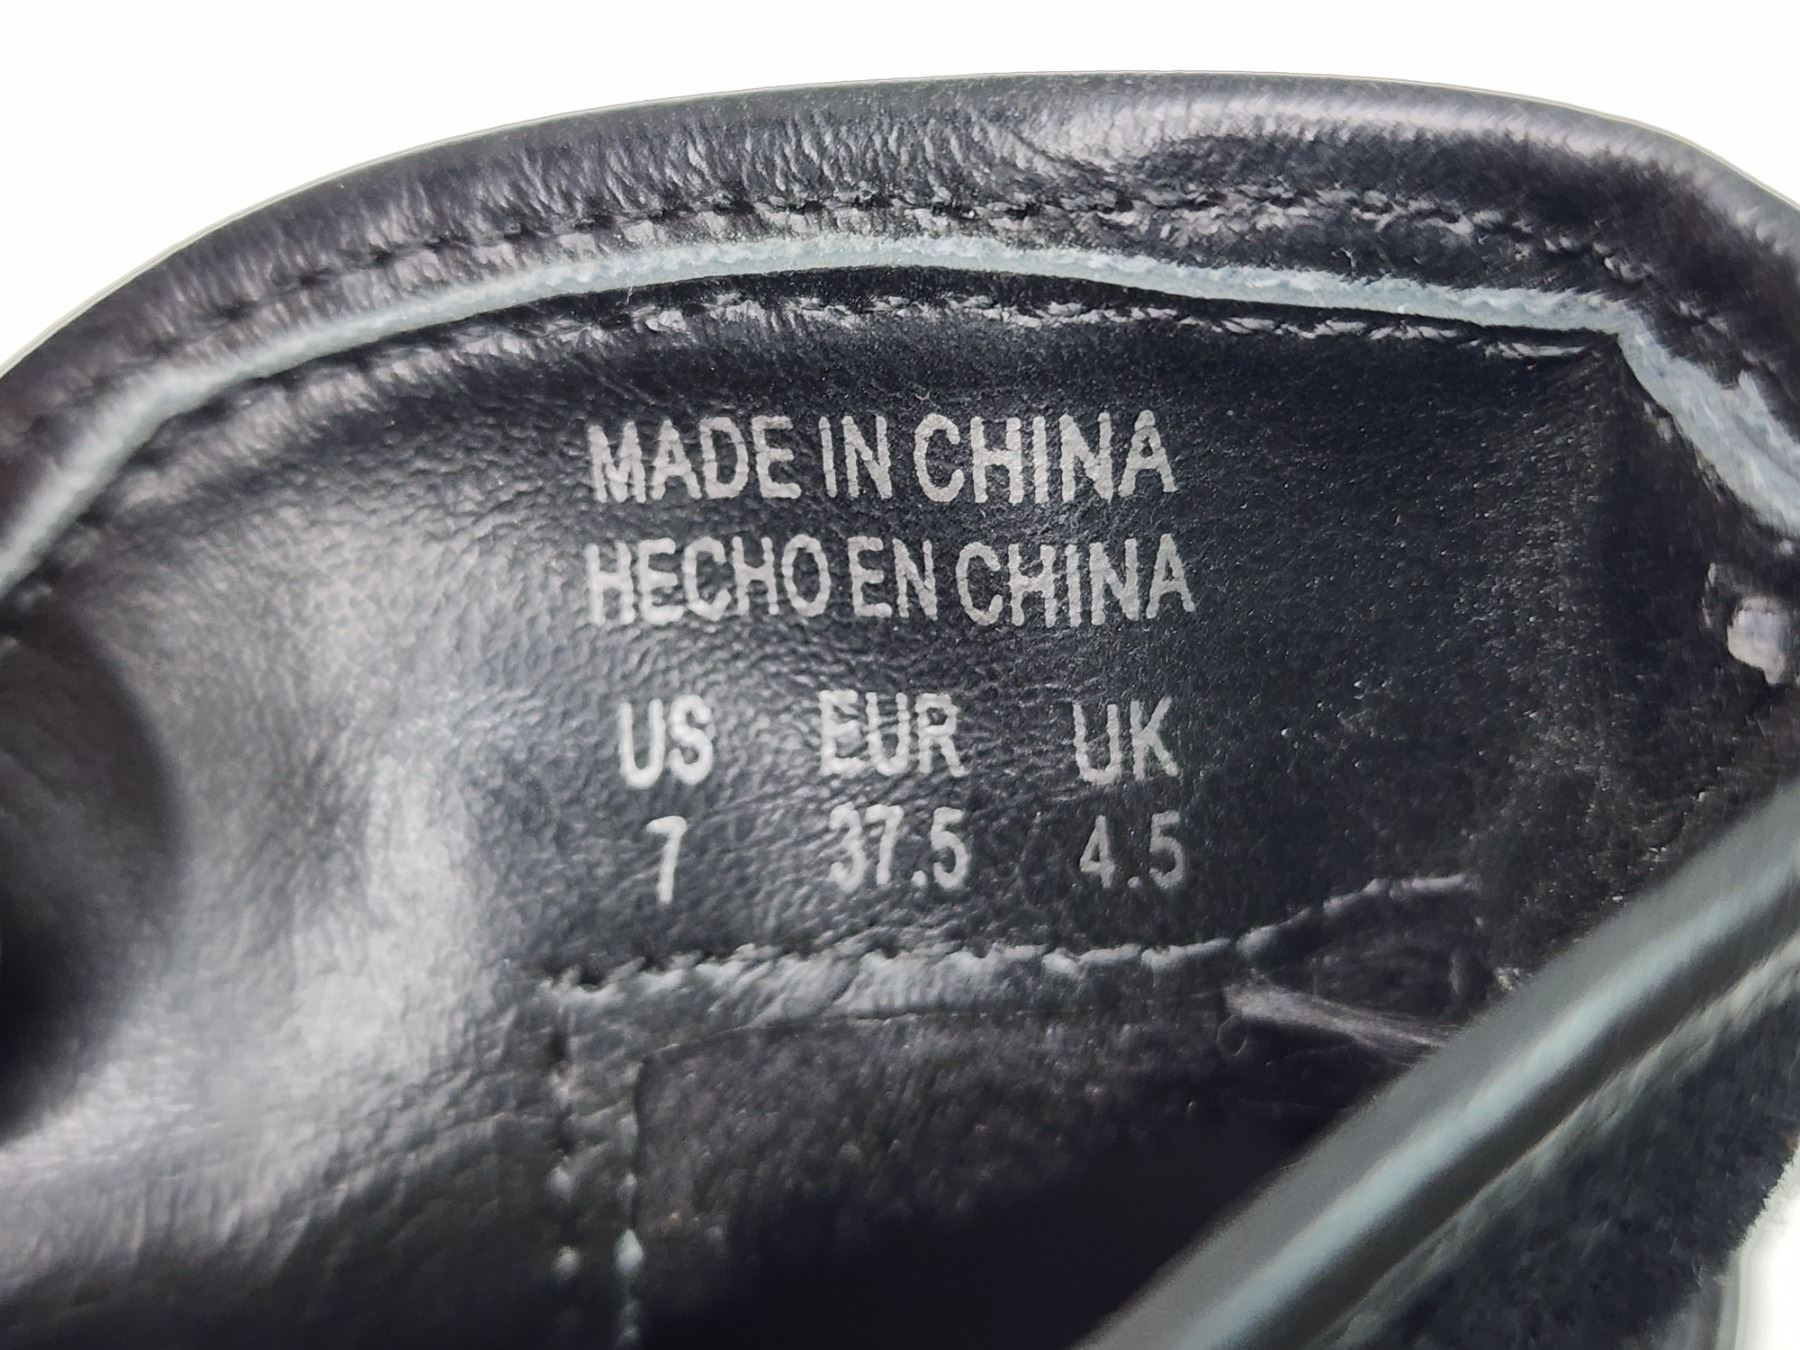 MADE IN CHINA
HECHO EN CHINA
US EUR UK
7 37.5 4.5